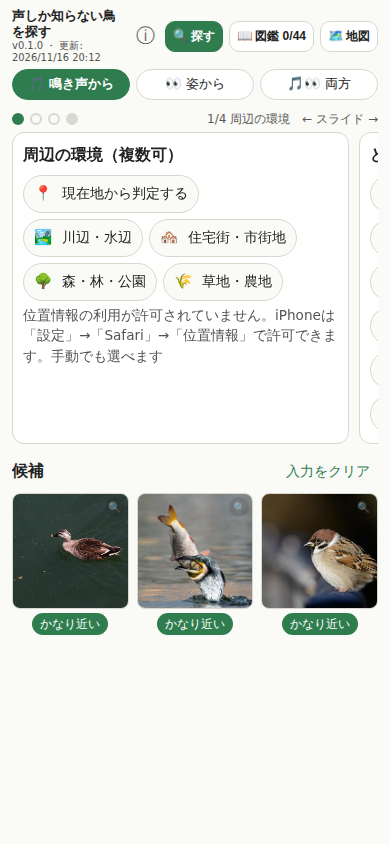 声しか知らない鳥
を探す
v0.1.0 ・ 更新:
2026/11/16 20:12
ⓘ
🔍 探す
📖 図鑑 0/44
🗺️ 地図
🎵 鳴き声から
👀 姿から
🎵👀 両方
1/4 周辺の環境 ← スライド →
周辺の環境（複数可）
📍 現在地から判定する
🏞️ 川辺・水辺
🏘️ 住宅街・市街地
🌳 森・林・公園
🌾 草地・農地
位置情報の利用が許可されていません。iPhoneは
「設定」→「Safari」→「位置情報」で許可できま
す。手動でも選べます
候補
入力をクリア
かなり近い
かなり近い
かなり近い